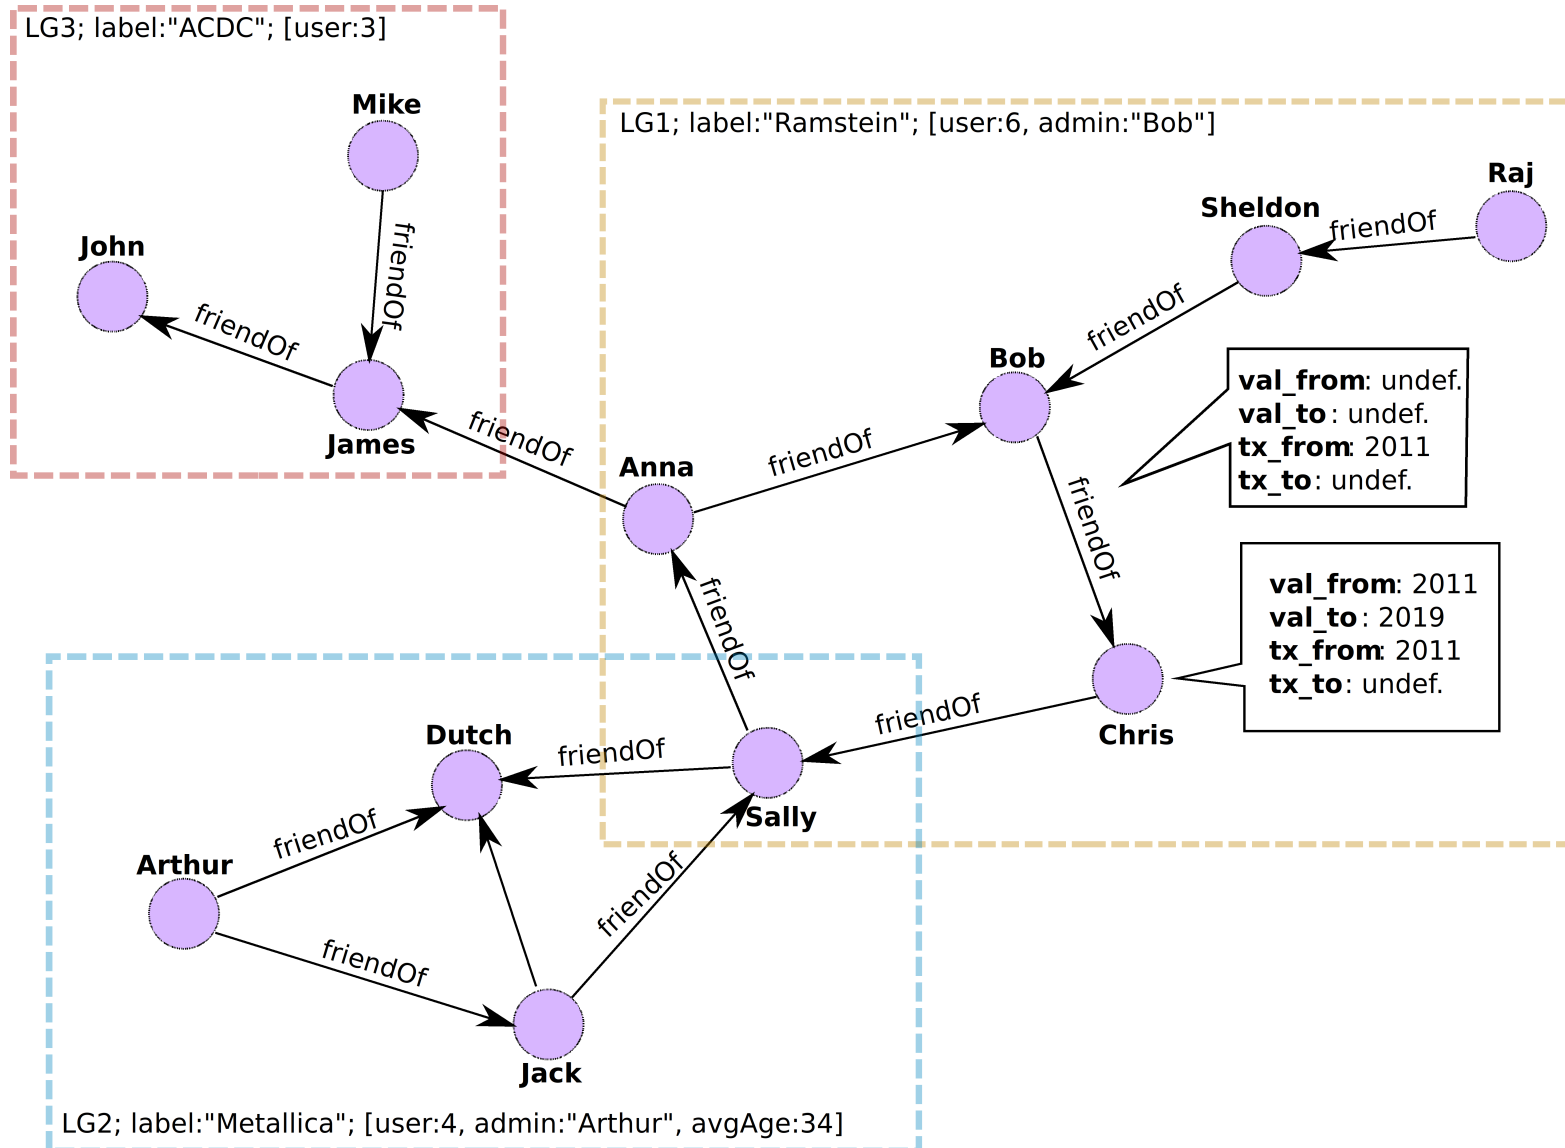 LG3; label:"ACDC"; [user:3]
Mike
LG1; label:"Ramstein"; [user:6, admin:"Bob"]
Raj
Sheldon
friendOf
friendOf
John
friendOf
friendOf
friendOf
Bob
val_from: undef.
val_to: undef.
tx_from: 2011
tx_to: undef.
James
friendOf
friendOf
Anna
friendOf
val_from: 2011
val_to: 2019
tx_from: 2011
tx_to: undef.
friendOf
friendOf
Chris
Dutch
friendOf
Sally
friendOf
Arthur
friendOf
friendOf
Jack
LG2; label:"Metallica"; [user:4, admin:"Arthur", avgAge:34]